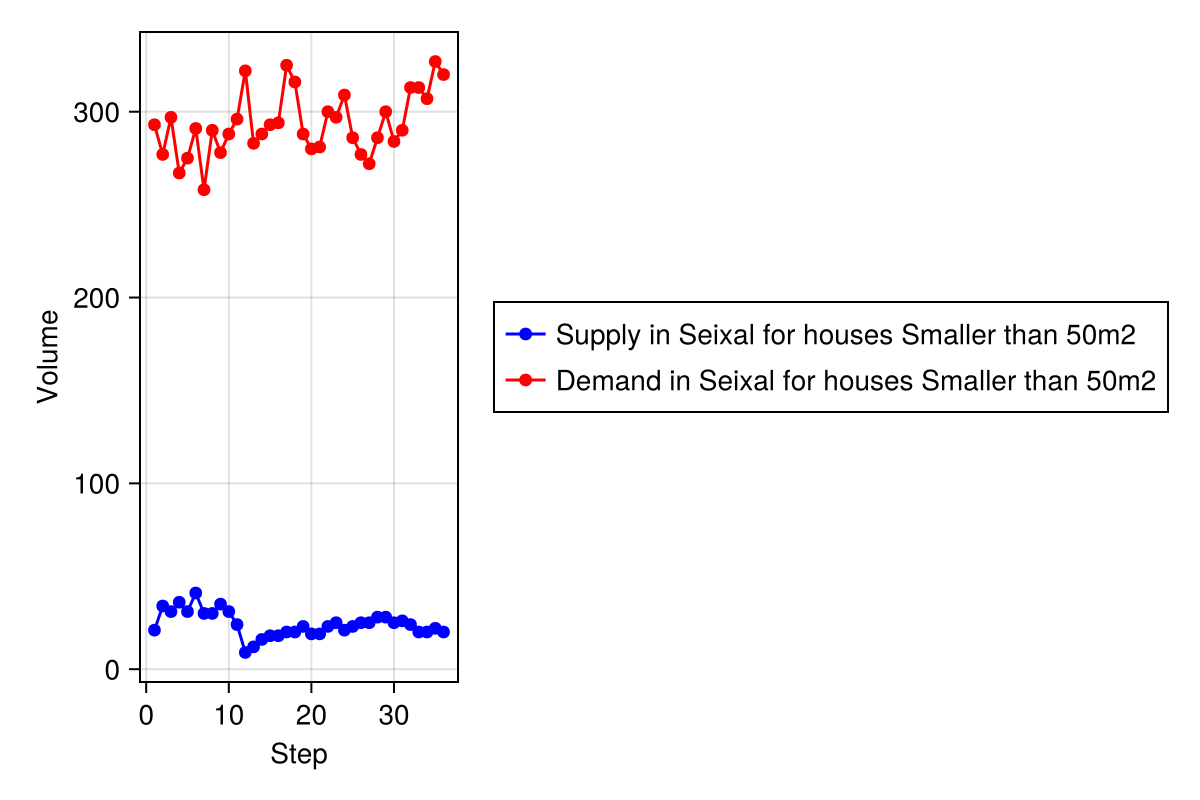 300
200
100
0
Volume
0 10 20 30
Step
Supply in Seixal for houses Smaller than 50m2
Demand in Seixal for houses Smaller than 50m2